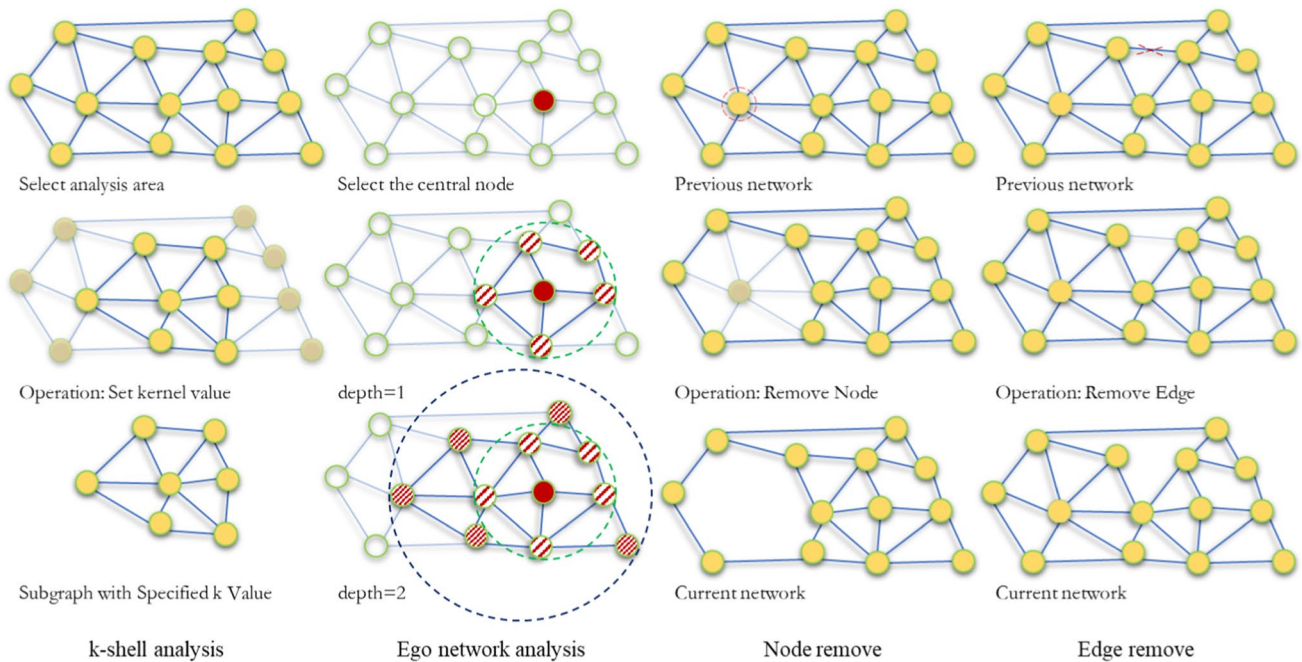 Select analysis area
Select the central node
Previous network
Previous network
Operation: Set kernel value
depth=1
Operation: Remove Node
Operation: Remove Edge
Subgraph with Specified k Value
depth=2
Current network
Current network
k-shell analysis
Ego network analysis
Node remove
Edge remove